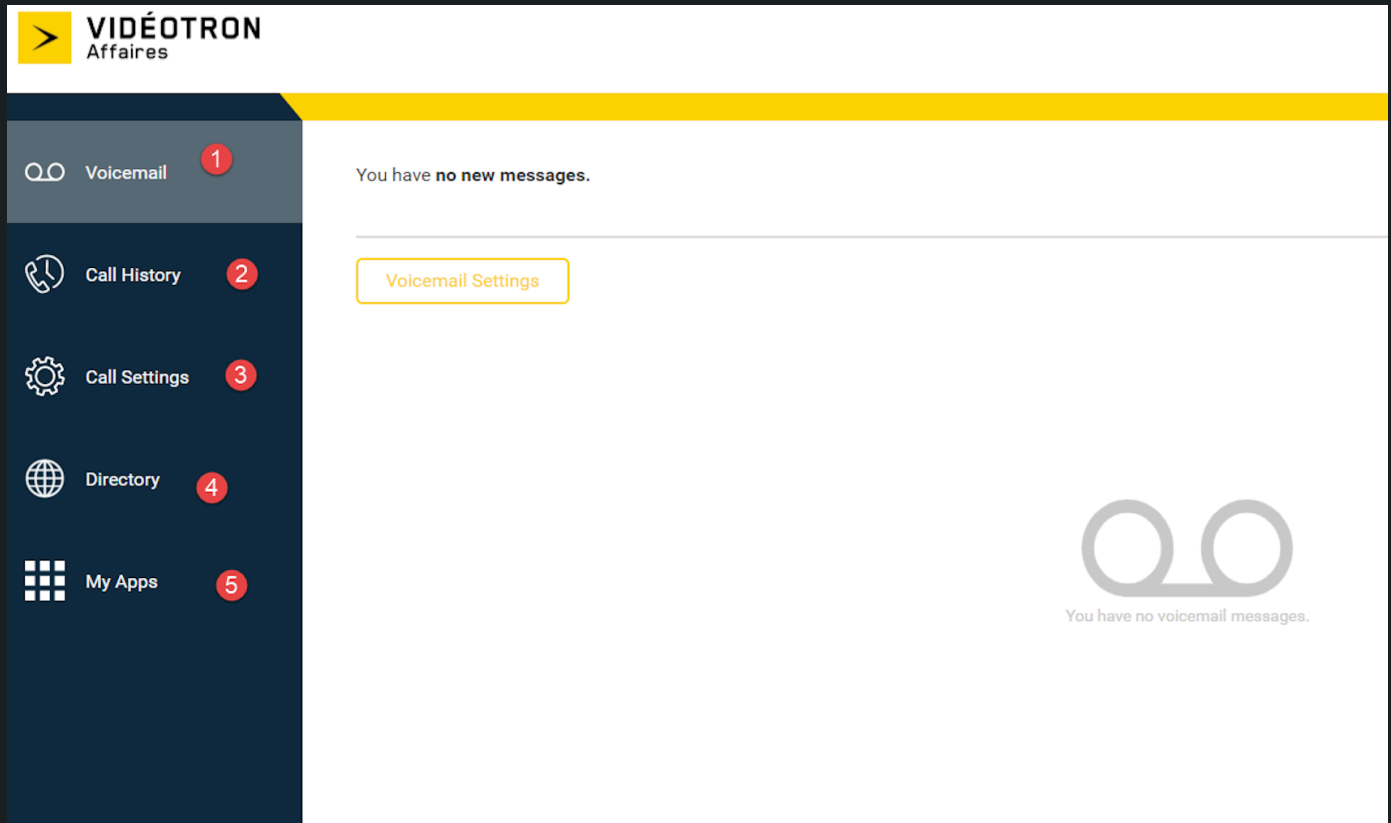 VIDÉOTRON
Affaires
Voicemail 1
Call History 2
Call Settings 3
Directory 4
My Apps 5
You have no new messages.
Voicemail Settings
You have no voicemail messages.